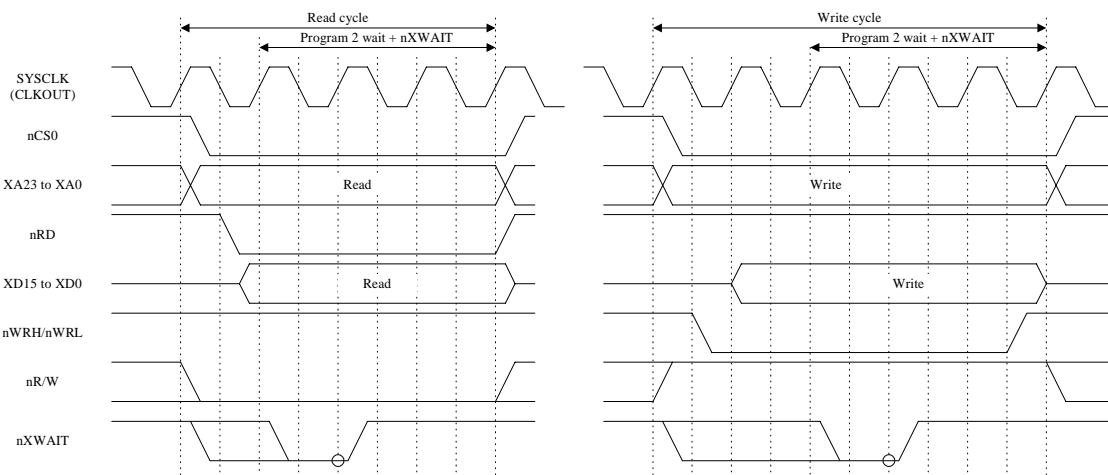 Read cycle
Write cycle
Program 2 wait + nXWAIT
Program 2 wait + nXWAIT
SYSCLK
(CLKOUT)
nCS0
XA23 to XA0
Read
Write
nRD
XD15 to XD0
Read
Write
nWRH/nWRL
nR/W
nXWAIT